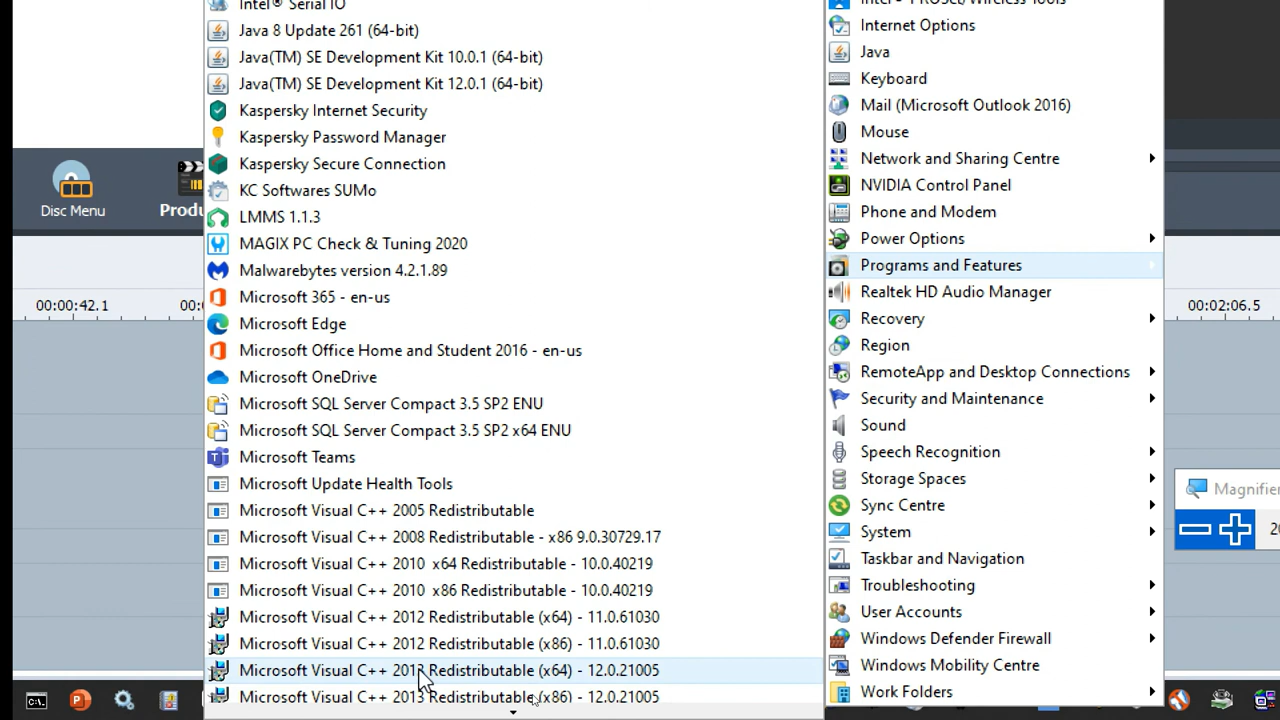 Intel® Serial IO
Java 8 Update 261 (64-bit)
Java(TM) SE Development Kit 10.0.1 (64-bit)
Java(TM) SE Development Kit 12.0.1 (64-bit)
Kaspersky Internet Security
Kaspersky Password Manager
Kaspersky Secure Connection
KC Softwares SUMo
LMMS 1.1.3
MAGIX PC Check & Tuning 2020
Malwarebytes version 4.2.1.89
Microsoft 365 - en-us
Microsoft Edge
Microsoft Office Home and Student 2016 - en-us
Microsoft OneDrive
Microsoft SQL Server Compact 3.5 SP2 ENU
Microsoft SQL Server Compact 3.5 SP2 x64 ENU
Microsoft Teams
Microsoft Update Health Tools
Microsoft Visual C++ 2005 Redistributable
Microsoft Visual C++ 2008 Redistributable - x86 9.0.30729.17
Microsoft Visual C++ 2010 x64 Redistributable - 10.0.40219
Microsoft Visual C++ 2010 x86 Redistributable - 10.0.40219
Microsoft Visual C++ 2012 Redistributable (x64) - 11.0.61030
Microsoft Visual C++ 2012 Redistributable (x86) - 11.0.61030
Microsoft Visual C++ 2013 Redistributable (x64) - 12.0.21005
Microsoft Visual C++ 2013 Redistributable (x86) - 12.0.21005
Internet Options
Java
Keyboard
Mail (Microsoft Outlook 2016)
Mouse
Network and Sharing Centre
NVIDIA Control Panel
Phone and Modem
Power Options
Programs and Features
Realtek HD Audio Manager
Recovery
Region
RemoteApp and Desktop Connections
Security and Maintenance
Sound
Speech Recognition
Storage Spaces
Sync Centre
System
Taskbar and Navigation
Troubleshooting
User Accounts
Windows Defender Firewall
Windows Mobility Centre
Work Folders
Disc Menu
Produ
00:00:42.1
00:0
00:02:06.5
Magnifier
20